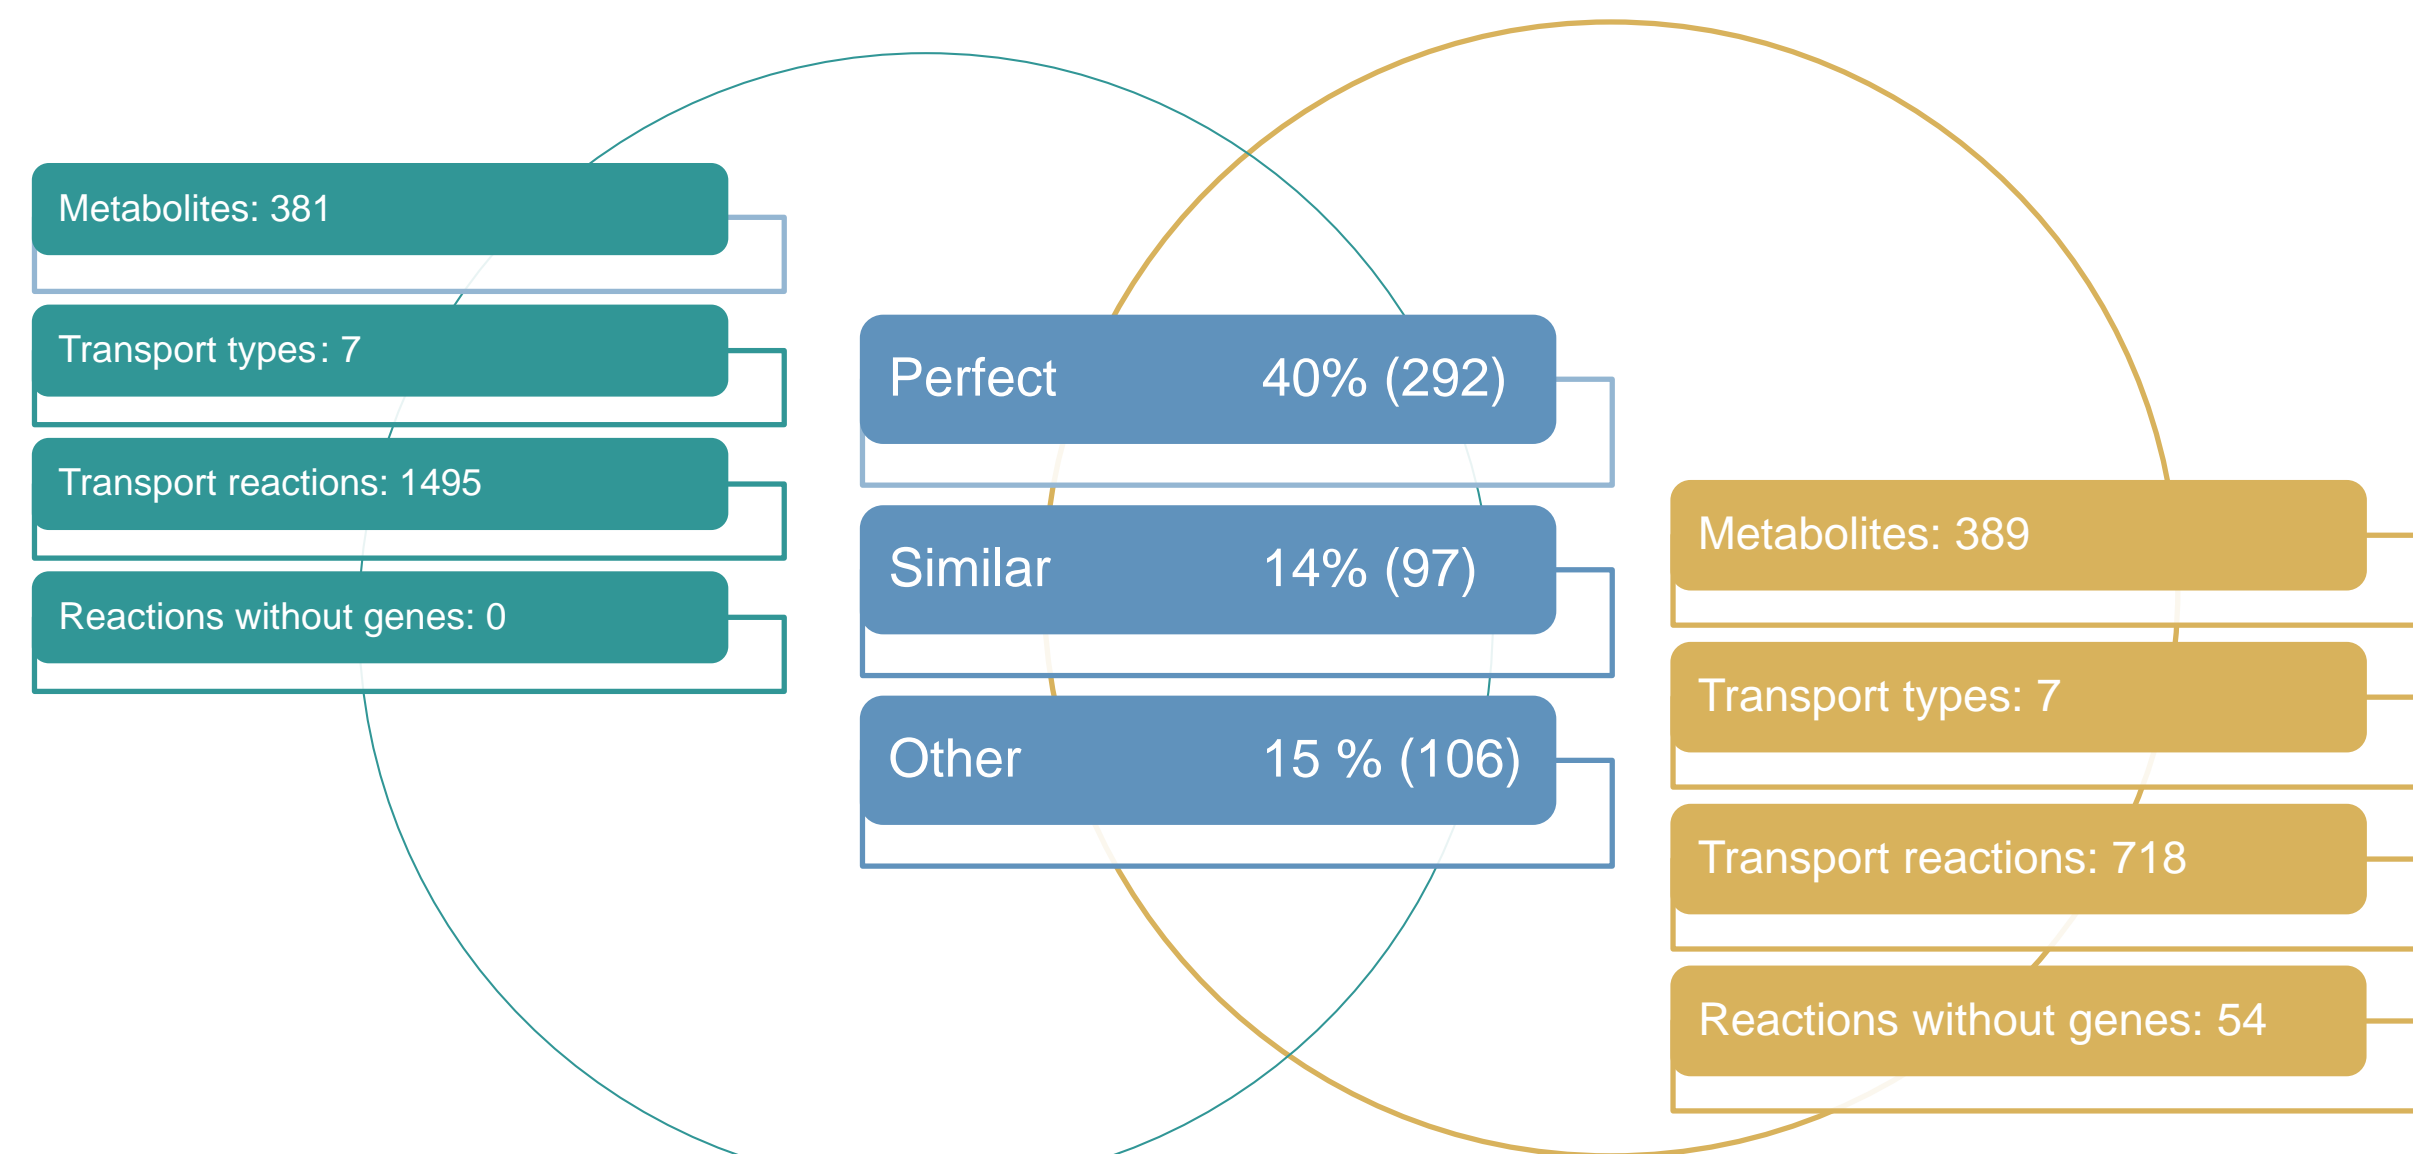 Metabolites: 381
Transport types: 7
Transport reactions: 1495
Reactions without genes: 0
Perfect 40% (292)
Similar 14% (97)
Other 15 % (106)
Metabolites: 389
Transport types: 7
Transport reactions: 718
Reactions without genes: 54